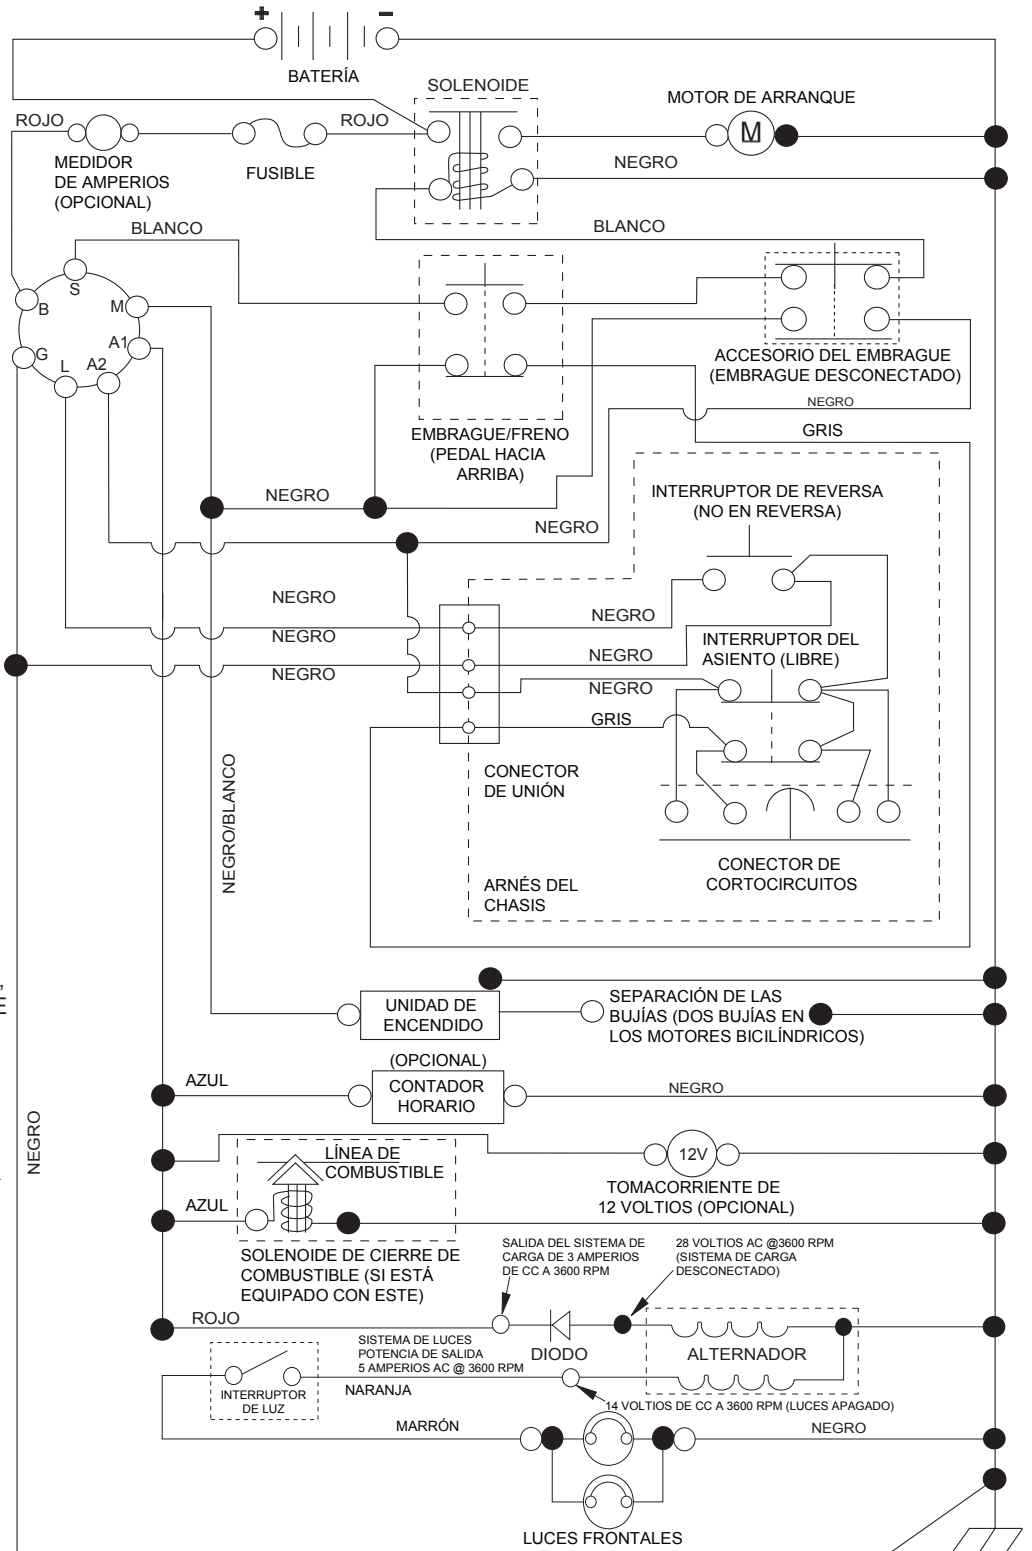 +
-
BATERÍA
SOLENOIDE
MOTOR DE ARRANQUE
ROJO
ROJO
M
MEDIDOR
DE AMPERIOS
(OPCIONAL)
FUSIBLE
NEGRO
BLANCO
BLANCO
S
B
M
A1
G
L
A2
ACCESORIO DEL EMBRAGUE
(EMBRAGUE DESCONECTADO)
NEGRO
GRIS
EMBRAGUE/FRENO
(PEDAL HACIA
ARRIBA)
NEGRO
NEGRO
INTERRUPTOR DE REVERSA
(NO EN REVERSA)
NEGRO
NEGRO
NEGRO
NEGRO
INTERRUPTOR DEL
ASIENTO (LIBRE)
NEGRO
NEGRO
GRIS
CONECTOR
DE UNIÓN
NEGRO/BLANCO
CONECTOR DE
CORTOCIRCUITOS
ARNÉS DEL
CHASIS
UNIDAD DE
ENCENDIDO
SEPARACIÓN DE LAS
BUJÍAS (DOS BUJÍAS EN
LOS MOTORES BICILÍNDRICOS)
(OPCIONAL)
CONTADOR
HORARIO
AZUL
NEGRO
NEGRO
LÍNEA DE
COMBUSTIBLE
12V
TOMACORRIENTE DE
12 VOLTIOS (OPCIONAL)
AZUL
SOLENOIDE DE CIERRE DE
COMBUSTIBLE (SI ESTÁ
EQUIPADO CON ESTE)
SALIDA DEL SISTEMA DE
CARGA DE 3 AMPERIOS
DE CC A 3600 RPM
28 VOLTIOS AC @3600 RPM
(SISTEMA DE CARGA
DESCONECTADO)
ROJO
DIODO
ALTERNADOR
SISTEMA DE LUCES
POTENCIA DE SALIDA
5 AMPERIOS AC @ 3600 RPM
NARANJA
INTERRUPTOR
DE LUZ
14 VOLTIOS DE CC A 3600 RPM (LUCES APAGADO)
MARRÓN
NEGRO
LUCES FRONTALES